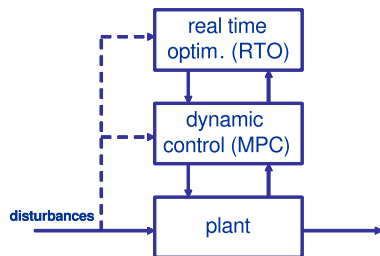 real time
optim. (RTO)
dynamic
control (MPC)
disturbances
plant